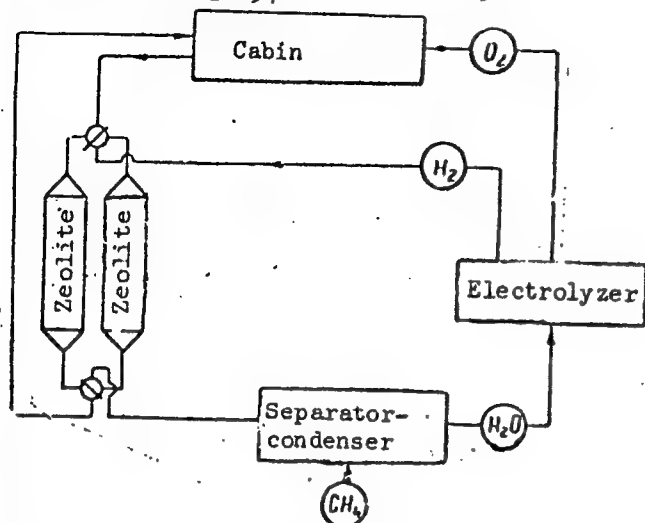 Cabin
O₂
H₂
Zeolite
Zeolite
Electrolyzer
Separator-
condenser
H₂O
CH₄